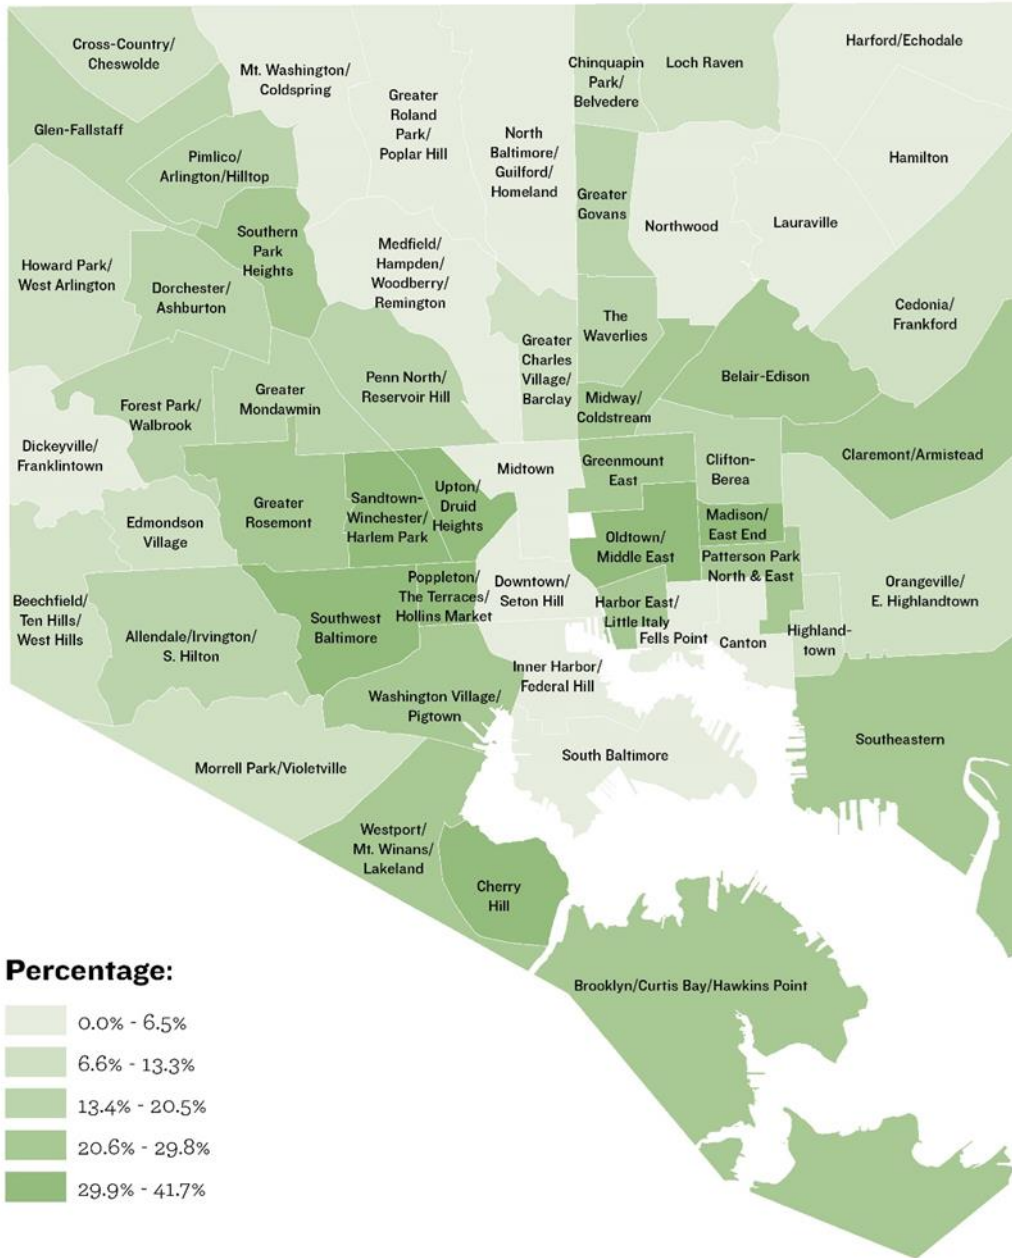 Cross-Country/
Cheswolde
Mt. Washington/
Coldspring
Greater
Roland
Park/
Poplar Hill
North
Baltimore/
Guilford/
Homeland
Chinquapin
Park/
Belvedere
Loch Raven
Harford/Echodale
Glen-Fallstaff
Pimlico/
Arlington/Hilltop
Hamilton
Greater
Govans
Northwood
Lauraville
Southern
Park
Heights
Medfield/
Hampden/
Woodberry/
Remington
Howard Park/
West Arlington
Dorchester/
Ashburton
Cedonia/
Frankford
The
Waverlies
Greater
Charles
Village/
Barclay
Belair-Edison
Penn North/
Reservoir Hill
Greater
Mondawmin
Forest Park/
Walbrook
Midway/
Coldstream
Dickeyville/
Franklintown
Midtown
Greenmount
East
Clifton-
Berea
Claremont/Armistead
Edmondson
Village
Greater
Rosemont
Sandtown-
Winchester/
Harlem Park
Upton/
Druid
Heights
Oldtown/
Middle East
Madison/
East End
Patterson Park
North & East
Orangeville/
E. Highlandtown
Beechfield/
Ten Hills/
West Hills
Allendale/Irvington/
S. Hilton
Southwest
Baltimore
Poppleton/
The Terraces/
Hollins Market
Downtown/
Seton Hill
Harbor East/
Little Italy
Fells Point
Canton
Highland-
town
Inner Harbor/
Federal Hill
Washington Village/
Pigtown
Morrell Park/Violetville
South Baltimore
Southeastern
Westport/
Mt. Winans/
Lakeland
Cherry
Hill
Brooklyn/Curtis Bay/Hawkins Point
Percentage:
0.0% - 6.5%
6.6% - 13.3%
13.4% - 20.5%
20.6% - 29.8%
29.9% - 41.7%